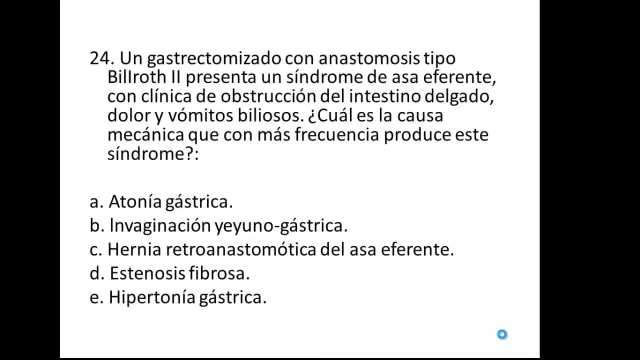 24. Un gastrectomizado con anastomosis tipo
Billroth II presenta un síndrome de asa eferente,
con clínica de obstrucción del intestino delgado,
dolor y vómitos biliosos. ¿Cuál es la causa
mecánica que con más frecuencia produce este
síndrome?:
a. Atonía gástrica.
b. Invaginación yeyuno-gástrica.
c. Hernia retroanastomótica del asa eferente.
d. Estenosis fibrosa.
e. Hipertonía gástrica.